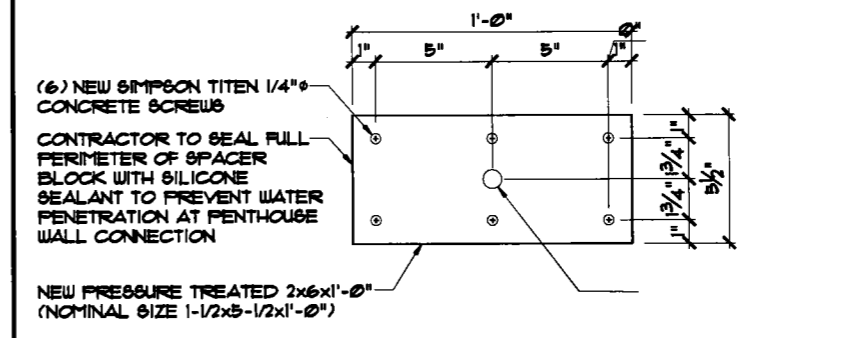 1'-0"
1" 5" 5" 1" 0"
(6) NEW SIMPSON TITEN 1/4"ø
CONCRETE SCREWS
CONTRACTOR TO SEAL FULL
PERIMETER OF SPACER
BLOCK WITH SILICONE
SEALANT TO PREVENT WATER
PENETRATION AT PENTHOUSE
WALL CONNECTION
1"
1 3/4"
1 3/4"
1"
5 1/2"
NEW PRESSURE TREATED 2x6x1'-0"
(NOMINAL SIZE 1-1/2x5-1/2x1'-0")